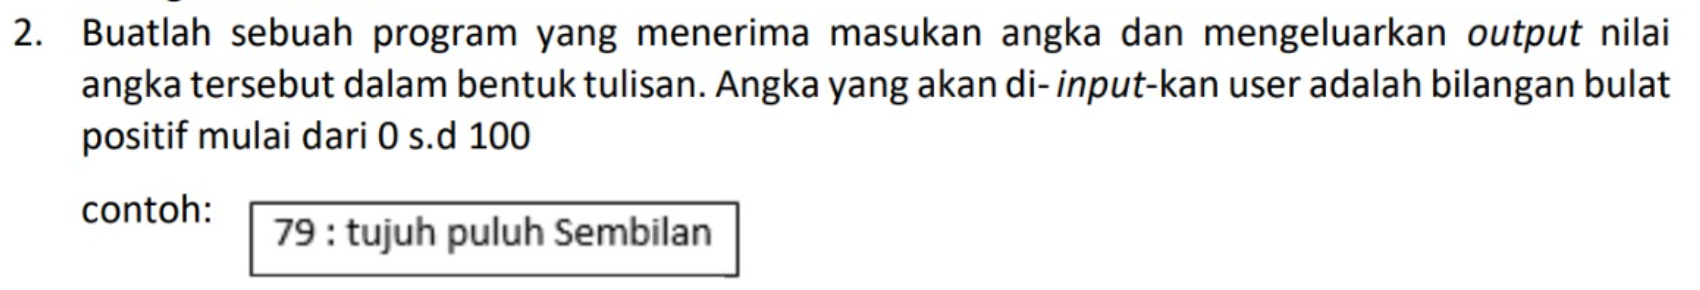 2. Buatlah sebuah program yang menerima masukan angka dan mengeluarkan output nilai
angka tersebut dalam bentuk tulisan. Angka yang akan di-input-kan user adalah bilangan bulat
positif mulai dari 0 s.d 100
contoh: 79 : tujuh puluh Sembilan